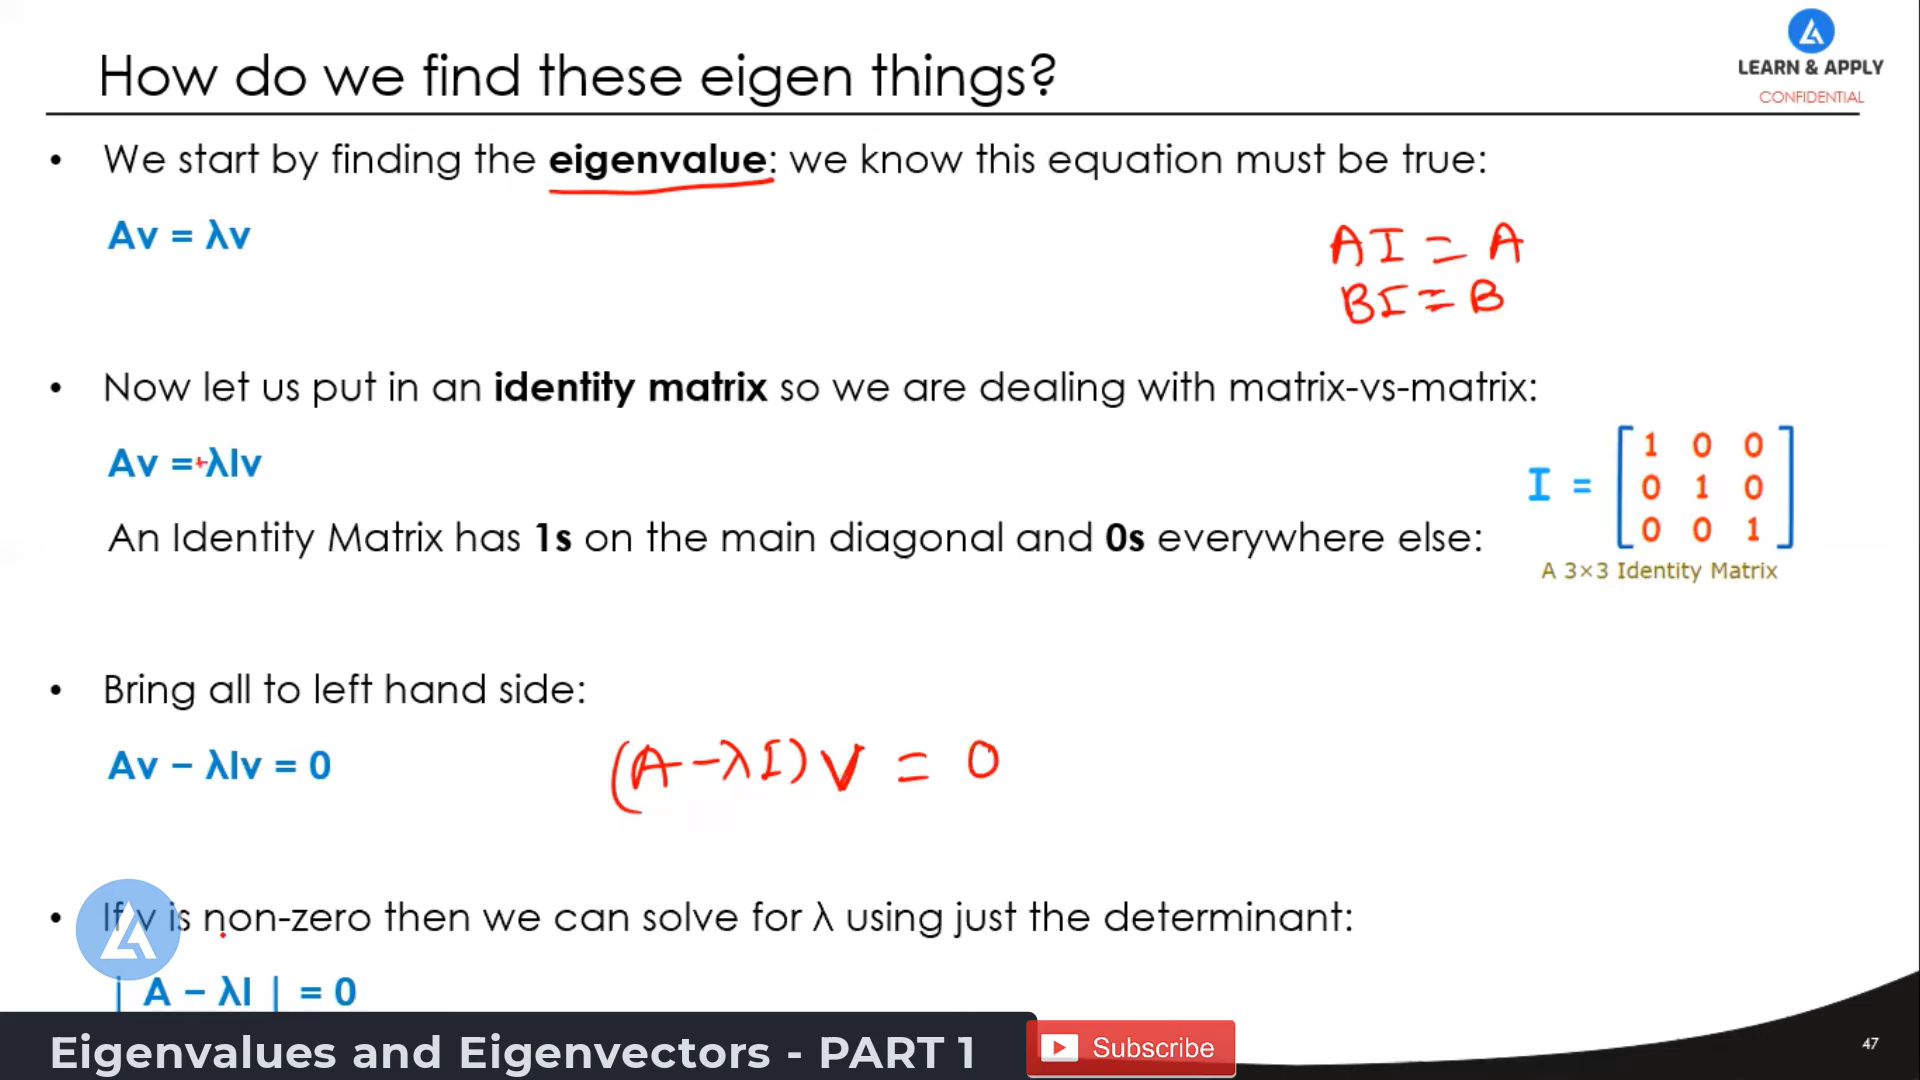 How do we find these eigen things?
LEARN & APPLY
CONFIDENTIAL
• We start by finding the eigenvalue: we know this equation must be true:
Av = λv
AI = A
BI = B
• Now let us put in an identity matrix so we are dealing with matrix-vs-matrix:
Av =+λIv
I = 1 0 0
0 1 0
0 0 1
An Identity Matrix has 1s on the main diagonal and 0s everywhere else:
A 3×3 Identity Matrix
• Bring all to left hand side:
Av − λIv = 0
(A − λI) V = 0
• If v is non-zero then we can solve for λ using just the determinant:
| A − λI | = 0
Eigenvalues and Eigenvectors - PART 1
Subscribe
47